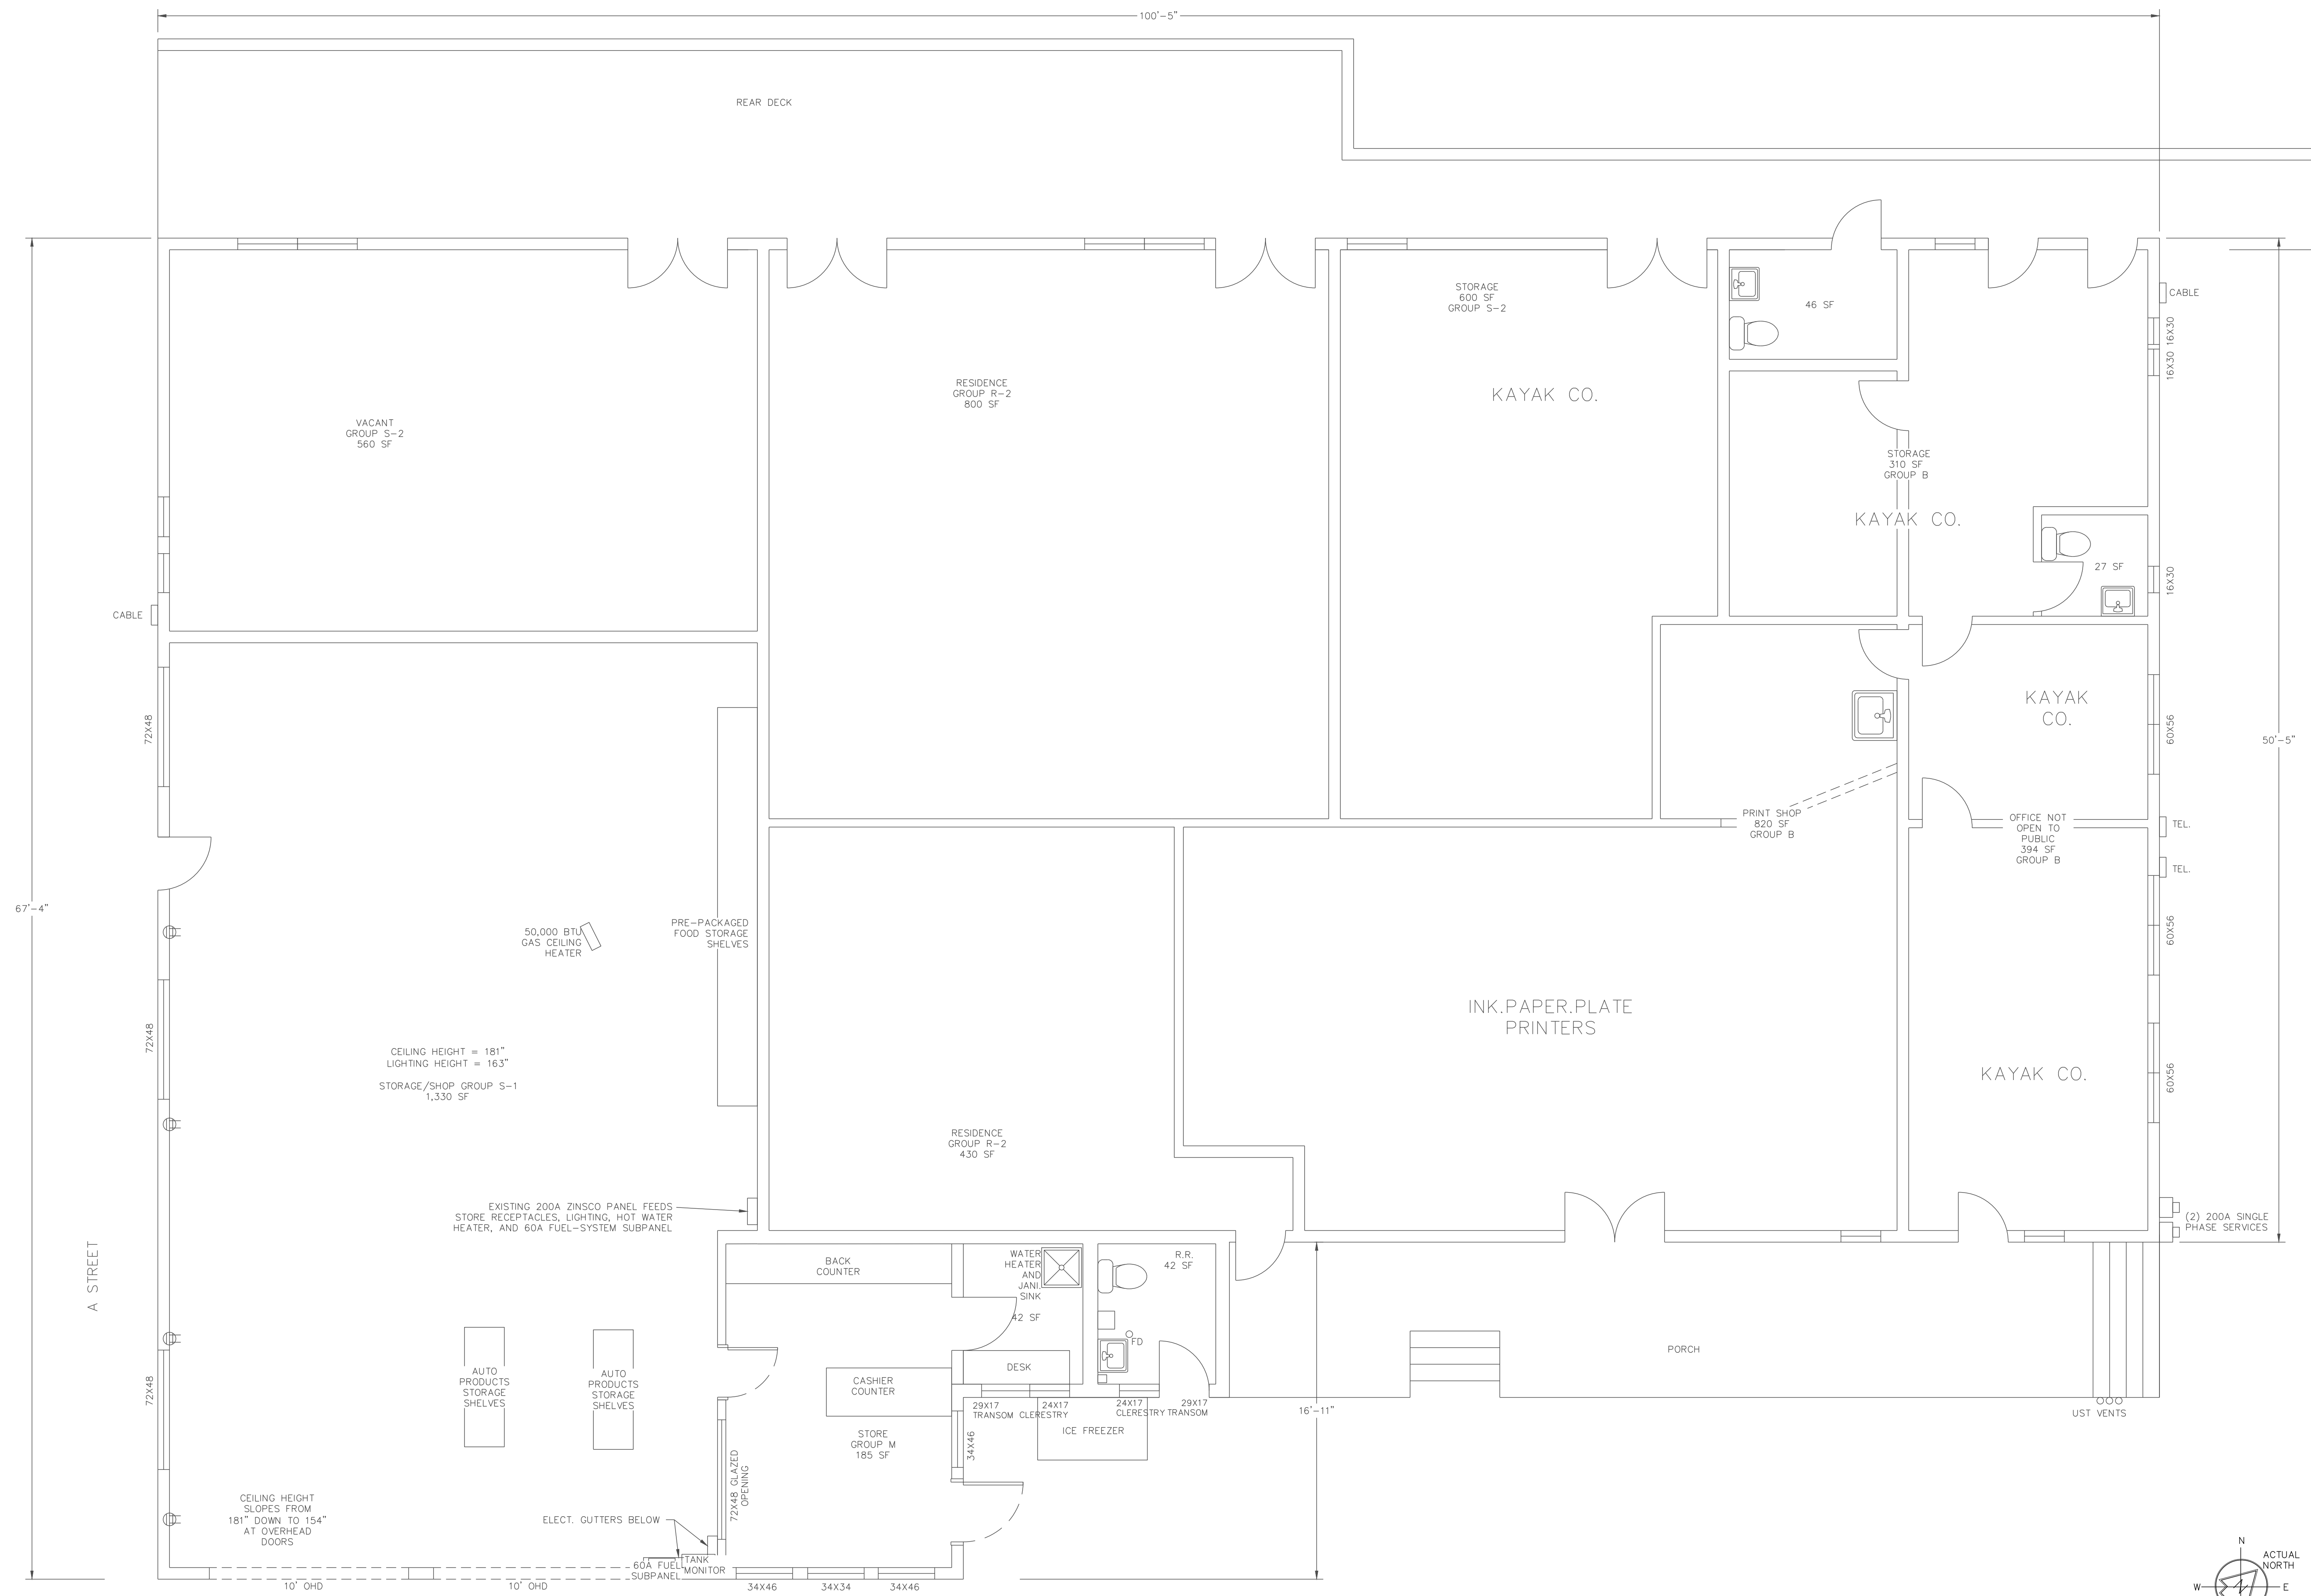 100'-5"
REAR DECK
VACANT
GROUP S-2
560 SF
RESIDENCE
GROUP R-2
800 SF
STORAGE
600 SF
GROUP S-2
KAYAK CO.
46 SF
CABLE
16X30
16X30
STORAGE
310 SF
GROUP B
KAYAK CO.
27 SF
16X30
CABLE
72X48
KAYAK
CO.
60X56
50'-5"
PRINT SHOP
820 SF
GROUP B
OFFICE NOT
OPEN TO
PUBLIC
394 SF
GROUP B
TEL.
TEL.
67'-4"
50,000 BTU
GAS CEILING
HEATER
PRE-PACKAGED
FOOD STORAGE
SHELVES
60X56
INK.PAPER.PLATE
PRINTERS
72X48
CEILING HEIGHT = 181"
LIGHTING HEIGHT = 163"
STORAGE/SHOP GROUP S-1
1,330 SF
KAYAK CO.
60X56
RESIDENCE
GROUP R-2
430 SF
EXISTING 200A ZINSCO PANEL FEEDS
STORE RECEPTACLES, LIGHTING, HOT WATER
HEATER, AND 60A FUEL-SYSTEM SUBPANEL
(2) 200A SINGLE
PHASE SERVICES
A STREET
BACK
COUNTER
WATER
HEATER
AND
JANI.
SINK
42 SF
R.R.
42 SF
FD
PORCH
DESK
AUTO
PRODUCTS
STORAGE
SHELVES
AUTO
PRODUCTS
STORAGE
SHELVES
72X48
CASHIER
COUNTER
29X17
TRANSOM
24X17
CLERESTRY
24X17
CLERESTRY
29X17
TRANSOM
16'-11"
UST VENTS
ICE FREEZER
STORE
GROUP M
185 SF
34X46
72X48 GLAZED
OPENING
CEILING HEIGHT
SLOPES FROM
181" DOWN TO 154"
AT OVERHEAD
DOORS
ELECT. GUTTERS BELOW
60A FUEL
SUBPANEL
TANK
MONITOR
10' OHD
10' OHD
34X46
34X34
34X46
N
ACTUAL
NORTH
W
E